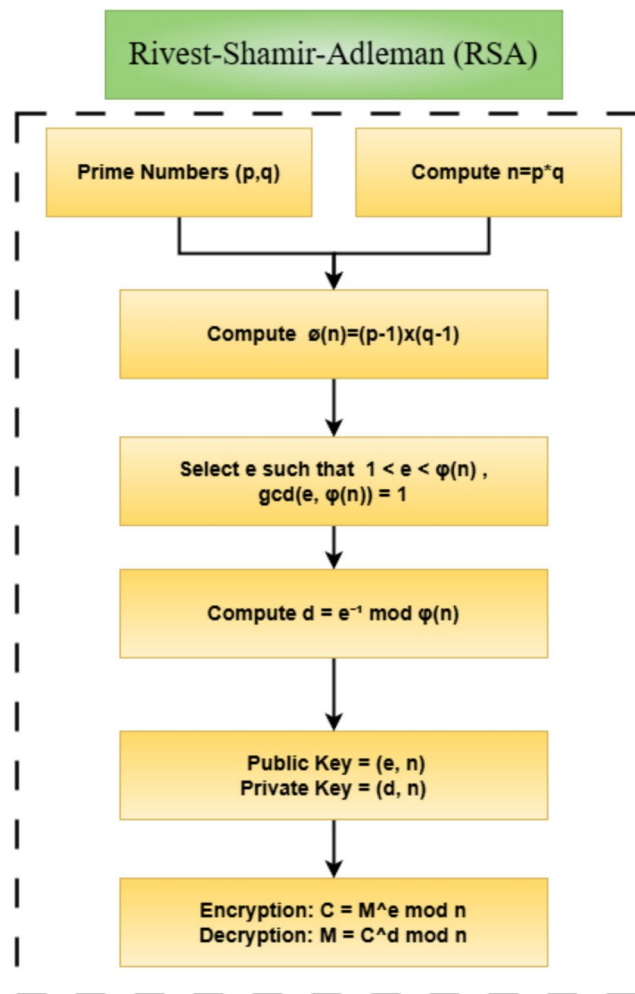 Rivest-Shamir-Adleman (RSA)
Prime Numbers (p,q)
Compute n=p*q
Compute ø(n)=(p-1)x(q-1)
Select e such that 1 < e < φ(n) ,
gcd(e, φ(n)) = 1
Compute d = e⁻¹ mod φ(n)
Public Key = (e, n)
Private Key = (d, n)
Encryption: C = M^e mod n
Decryption: M = C^d mod n